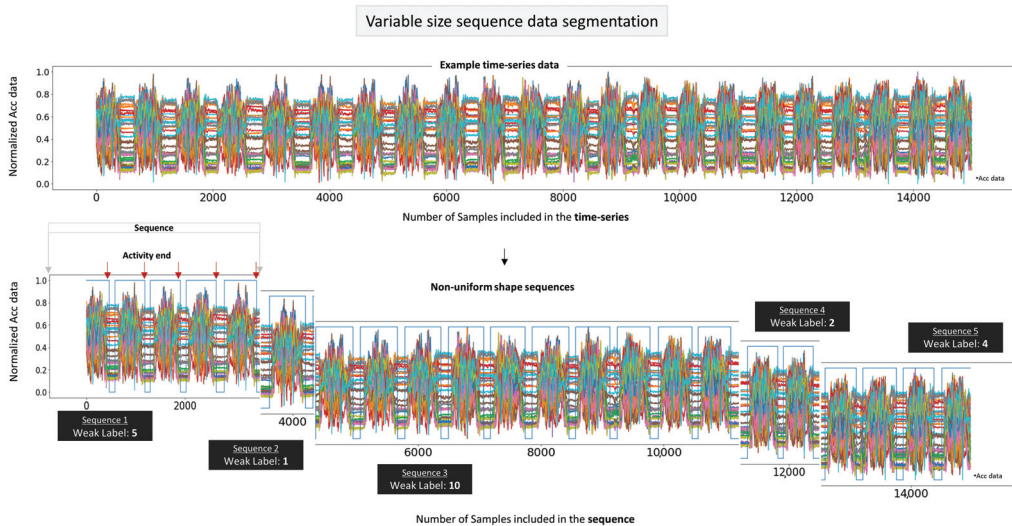 Variable size sequence data segmentation
Example time-series data
Normalized Acc data
1.0
0.8
0.6
0.4
0.2
0.0
0 2000 4000 6000 8000 10,000 12,000 14,000
•Acc data
Number of Samples included in the time-series
Sequence
Activity end
Non-uniform shape sequences
Normalized Acc data
1.0
0.8
0.6
0.4
0.2
0.0
0 2000
Sequence 1
Weak Label: 5
4000
Sequence 2
Weak Label: 1
6000 8000 10,000
Sequence 3
Weak Label: 10
Sequence 4
Weak Label: 2
12,000
Sequence 5
Weak Label: 4
14,000
•Acc data
Number of Samples included in the sequence